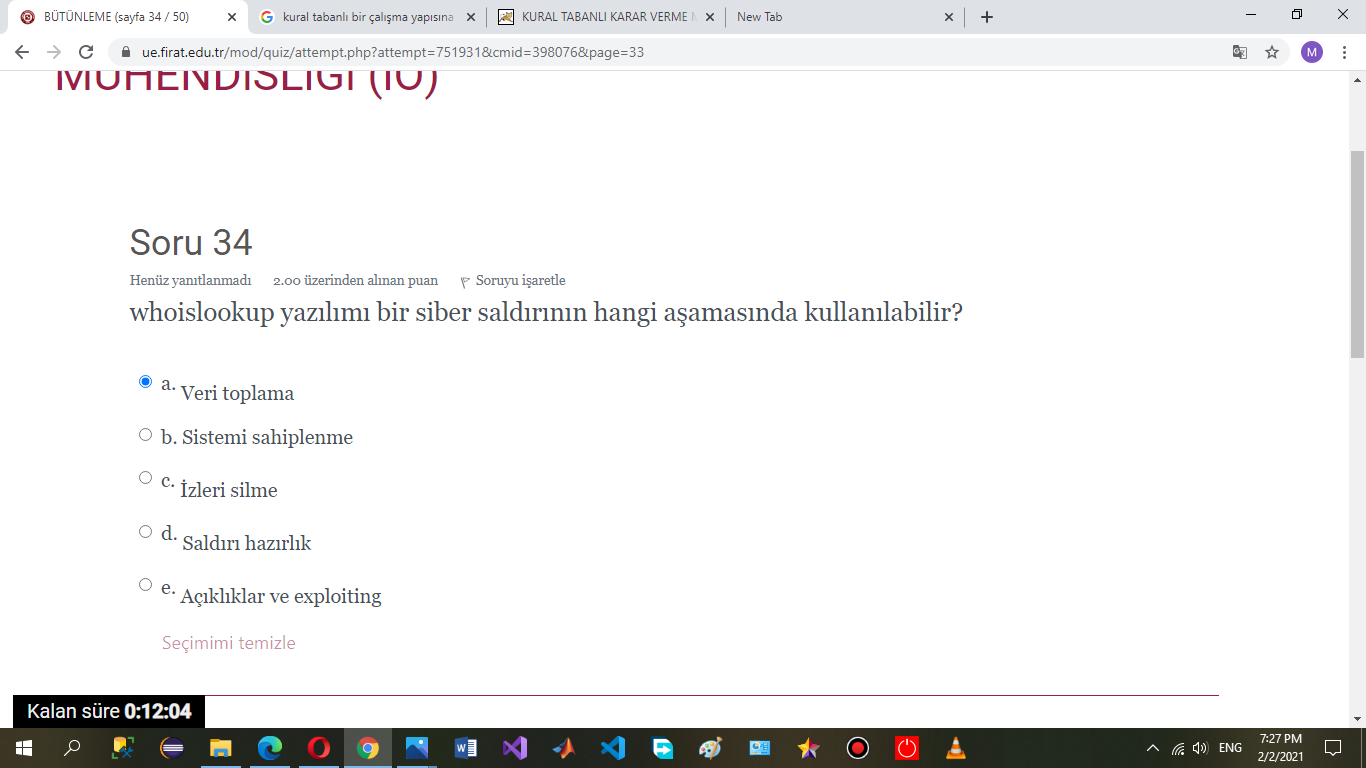 BÜTÜNLEME (sayfa 34 / 50)
kural tabanlı bir çalışma yapısına
KURAL TABANLI KARAR VERME
New Tab
ue.firat.edu.tr/mod/quiz/attempt.php?attempt=751931&cmid=398076&page=33
M
MÜHENDİSLİĞİ (İÖ)
Soru 34
Henüz yanıtlanmadı 2.00 üzerinden alınan puan Soruyu işaretle
whoislookup yazılımı bir siber saldırının hangi aşamasında kullanılabilir?
a. Veri toplama
b. Sistemi sahiplenme
c. İzleri silme
d. Saldırı hazırlık
e. Açıklıklar ve exploiting
Seçimimi temizle
Kalan süre 0:12:04
ENG
7:27 PM
2/2/2021